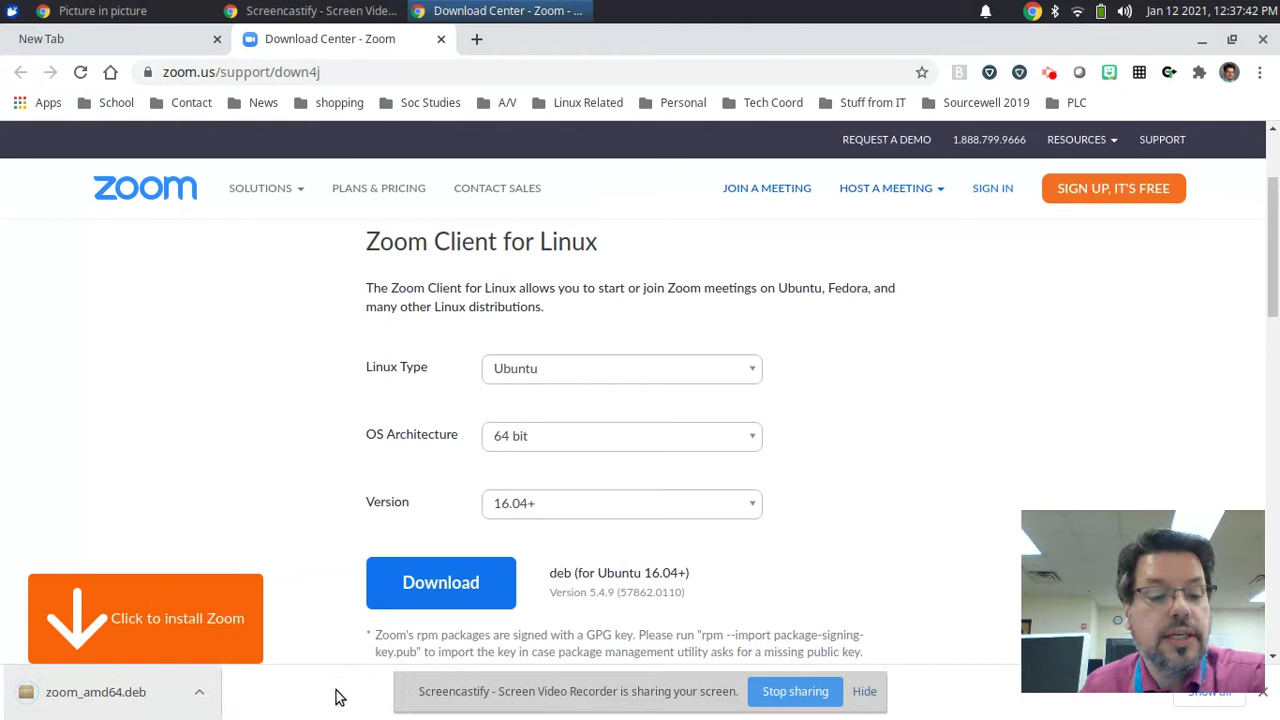 Picture in picture
Screencastify - Screen Vide...
Download Center - Zoom - ...
Jan 12 2021, 12:37:42 PM
New Tab
Download Center - Zoom
zoom.us/support/down4j
Apps
School
Contact
News
shopping
Soc Studies
A/V
Linux Related
Personal
Tech Coord
Stuff from IT
Sourcewell 2019
PLC
REQUEST A DEMO
1.888.799.9666
RESOURCES
SUPPORT
zoom
SOLUTIONS
PLANS & PRICING
CONTACT SALES
JOIN A MEETING
HOST A MEETING
SIGN IN
SIGN UP, IT'S FREE
Zoom Client for Linux
The Zoom Client for Linux allows you to start or join Zoom meetings on Ubuntu, Fedora, and
many other Linux distributions.
Linux Type
Ubuntu
OS Architecture
64 bit
Version
16.04+
Download
deb (for Ubuntu 16.04+)
Version 5.4.9 (57862.0110)
* Zoom's rpm packages are signed with a GPG key. Please run "rpm --import package-signing-
key.pub" to import the key in case package management utility asks for a missing public key.
Click to install Zoom
zoom_amd64.deb
Screencastify - Screen Video Recorder is sharing your screen.
Stop sharing
Hide
Show all